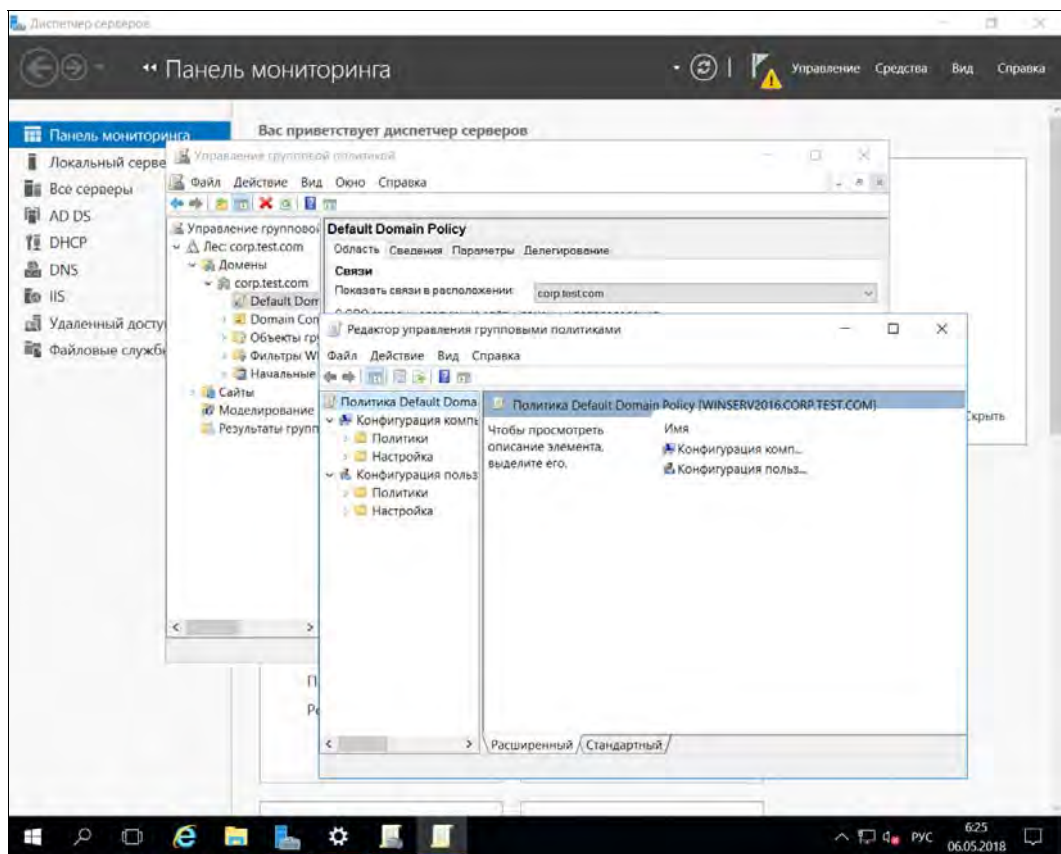 Диспетчер серверов
Панель мониторинга
Управление Средства Вид Справка
Панель мониторинга
Локальный серве
Все серверы
AD DS
DHCP
DNS
IIS
Удаленный досту
Файловые служб
Вас приветствует диспетчер серверов
Управление групповой политикой
Файл Действие Вид Окно Справка
Управление групповой
Лес: corp.test.com
Домены
corp.test.com
Default Dom
Domain Con
Объекты гр
Фильтры WI
Начальные
Сайты
Моделирование
Результаты групп
Default Domain Policy
Область Сведения Параметры Делегирование
Связи
Показать связи в расположении:
corp.test.com
Скрыть
Редактор управления групповыми политиками
Файл Действие Вид Справка
Политика Default Doma
Конфигурация компь
Политики
Настройка
Конфигурация польз
Политики
Настройка
Политика Default Domain Policy [WINSERV2016.CORP.TEST.COM]
Чтобы просмотреть
описание элемента,
выделите его.
Имя
Конфигурация комп...
Конфигурация польз...
Расширенный Стандартный
РУС
6:25
06.05.2018